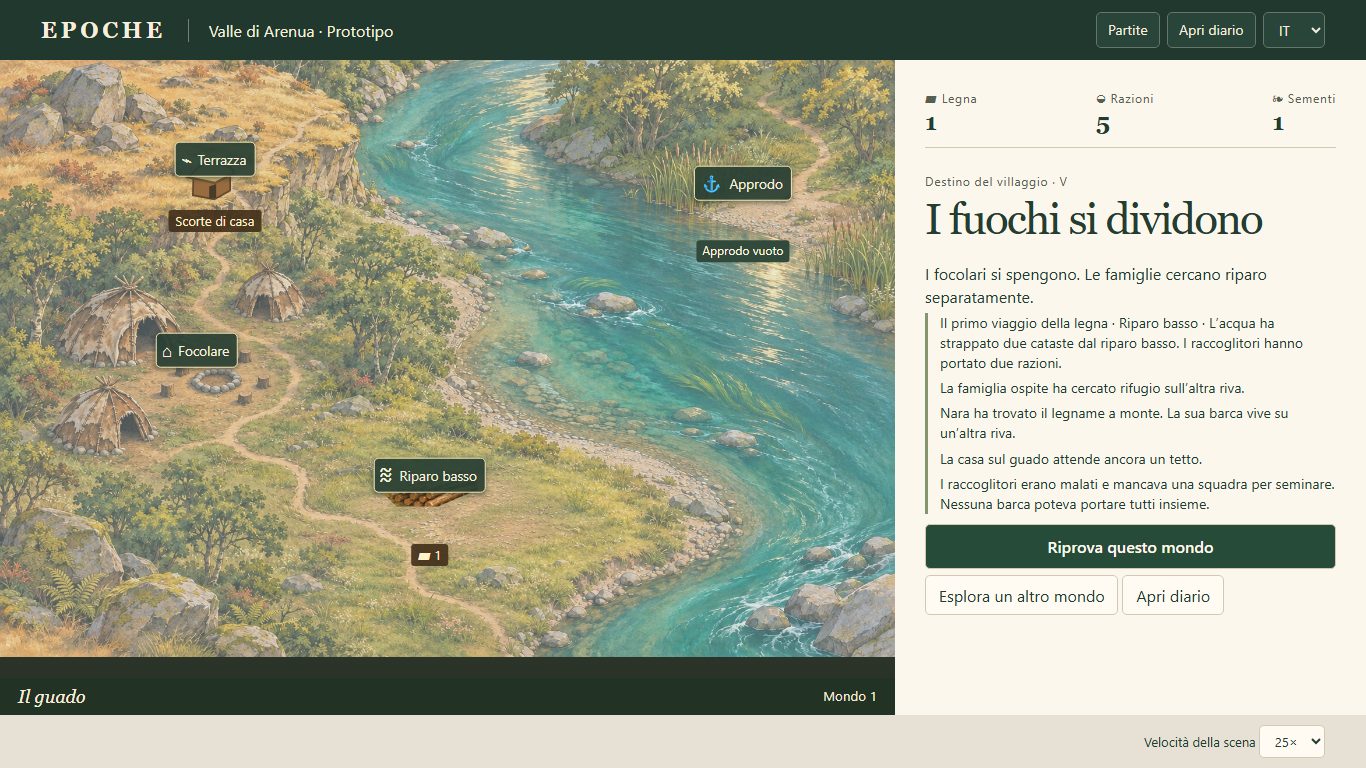 EPOCHE
Valle di Arenua · Prototipo
Partite
Apri diario
IT
Terrazza
Scorte di casa
Approdo
Approdo vuoto
Focolare
Riparo basso
1
Il guado
Mondo 1
Legna
1
Razioni
5
Sementi
1
Destino del villaggio · V
I fuochi si dividono
I focolari si spengono. Le famiglie cercano riparo
separatamente.
Il primo viaggio della legna · Riparo basso · L’acqua ha
strappato due cataste dal riparo basso. I raccoglitori hanno
portato due razioni.
La famiglia ospite ha cercato rifugio sull’altra riva.
Nara ha trovato il legname a monte. La sua barca vive su
un’altra riva.
La casa sul guado attende ancora un tetto.
I raccoglitori erano malati e mancava una squadra per seminare.
Nessuna barca poteva portare tutti insieme.
Riprova questo mondo
Esplora un altro mondo
Apri diario
Velocità della scena
25×